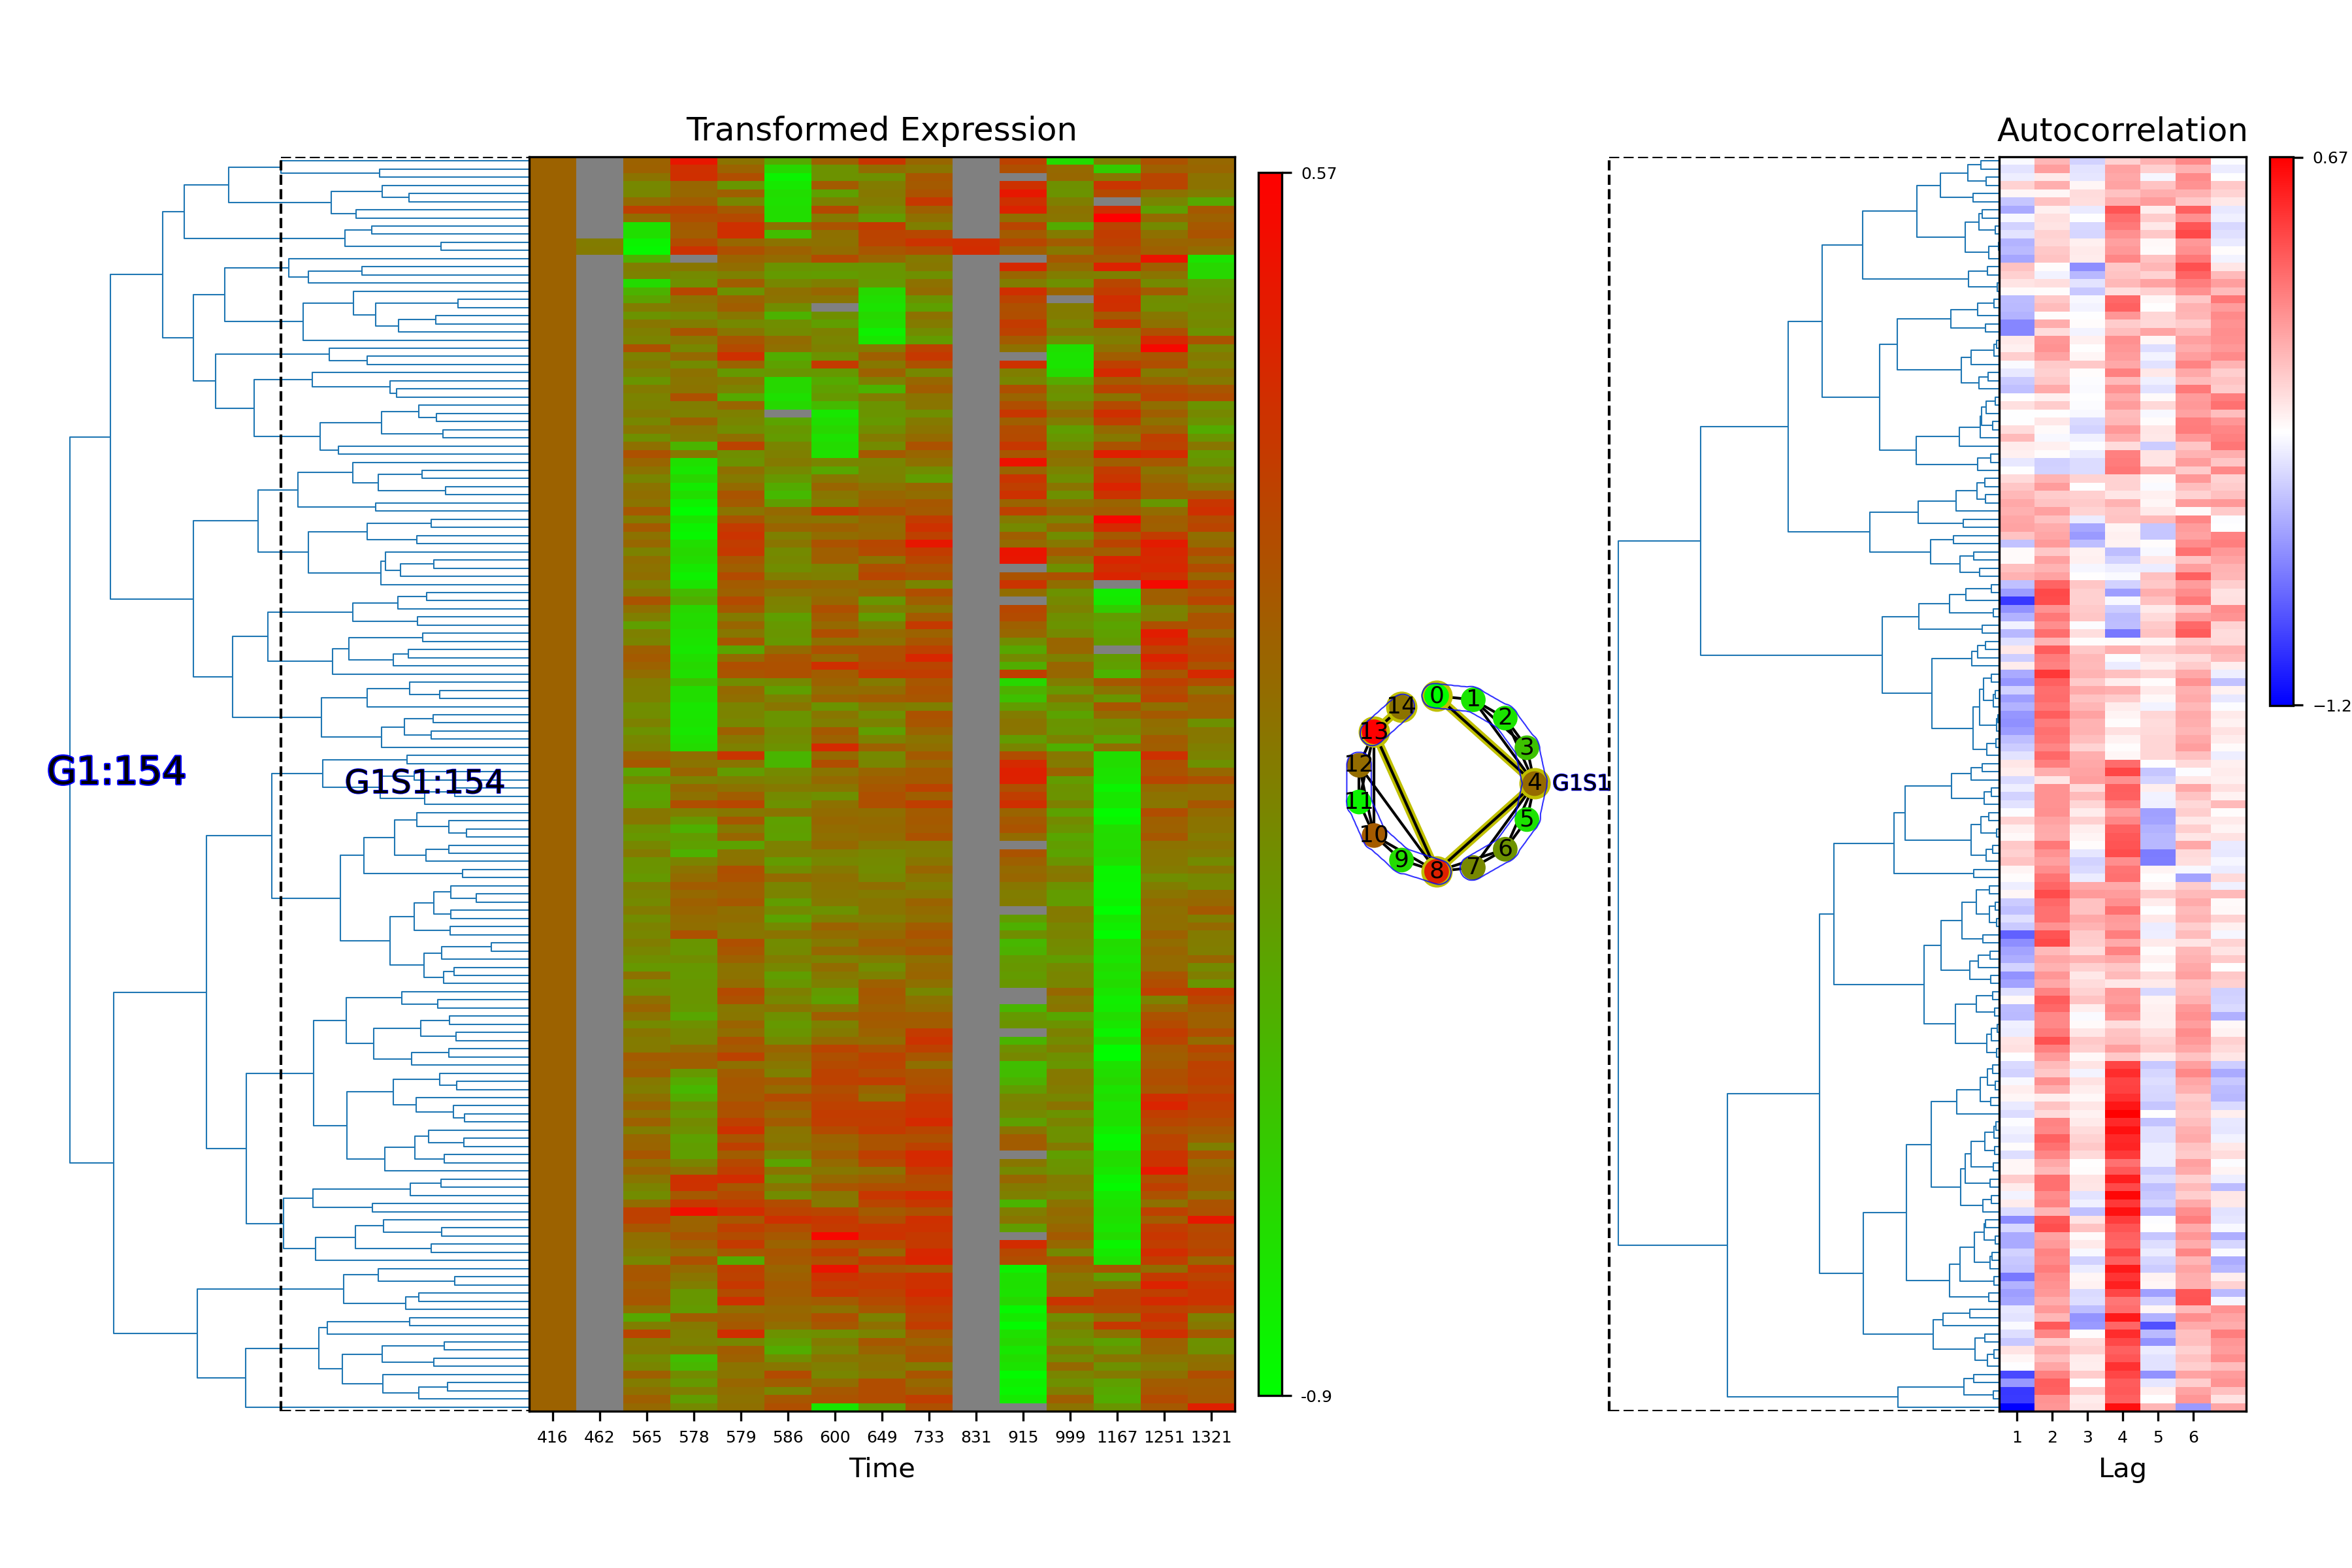 Transformed Expression
Autocorrelation
0.57
0.67
0
1
2
3
4
5
6
7
8
9
10
11
12
13
14
G1S1
−1.2
G1:154
G1S1:154
-0.9
416 462 565 578 579 586 600 649 733 831 915 999 1167 1251 1321
Time
1 2 3 4 5 6
Lag